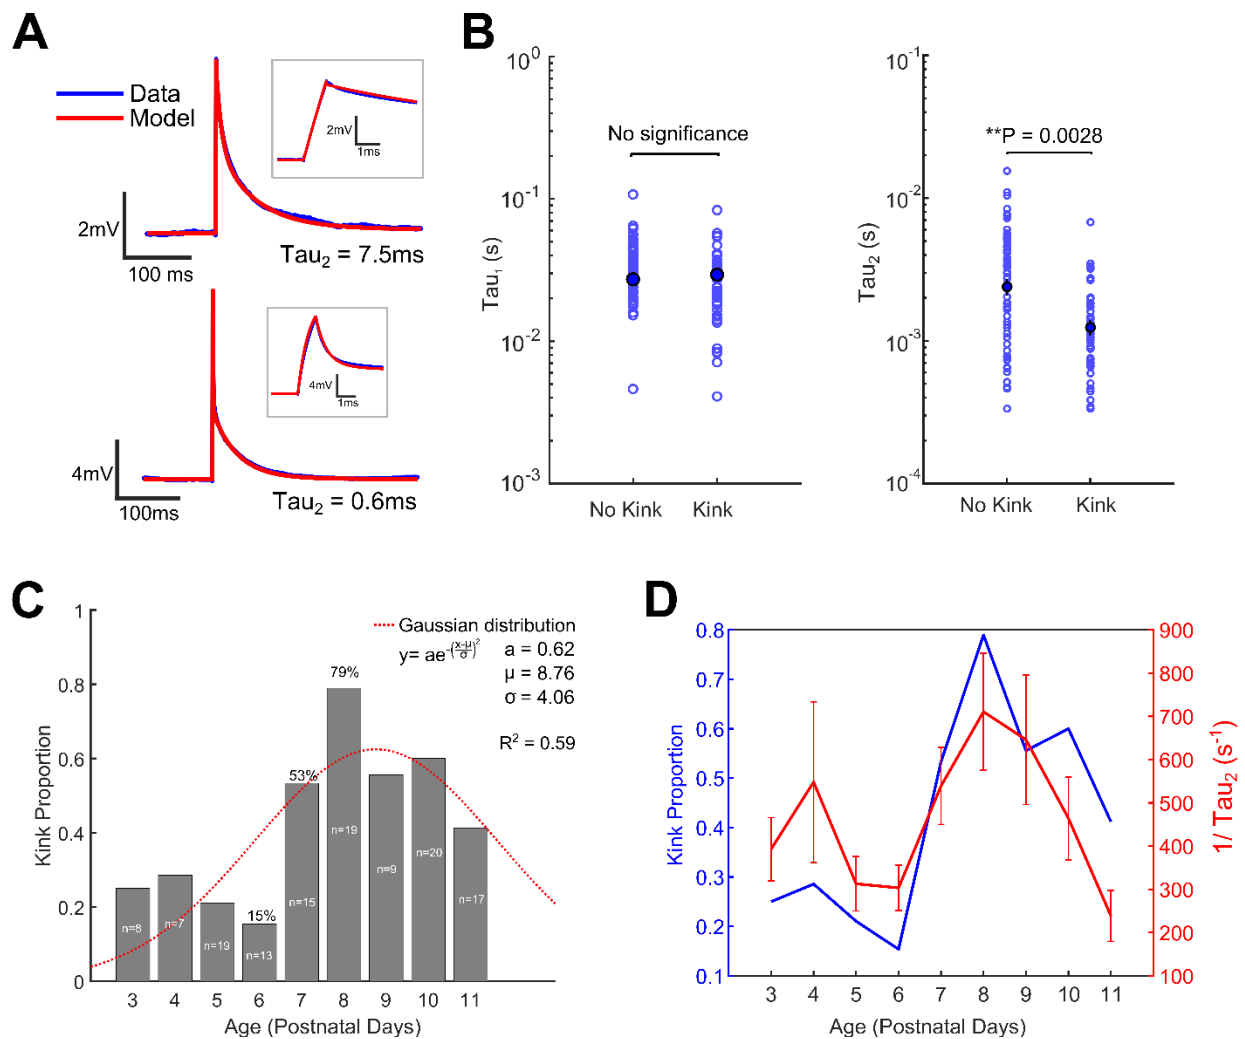 A
Data
Model
2mV
1ms
2mV
100 ms
Tau₂ = 7.5ms
4mV
1ms
4mV
100ms
Tau₂ = 0.6ms
B
10⁰
10⁻¹
10⁻²
10⁻³
Tau₁ (s)
No significance
No Kink
Kink
10⁻¹
10⁻²
10⁻³
10⁻⁴
Tau₂ (s)
**P = 0.0028
No Kink
Kink
C
1
0.8
0.6
0.4
0.2
0
Kink Proportion
Gaussian distribution
y= ae^-((x-μ)/σ)²
a = 0.62
μ = 8.76
σ = 4.06
R² = 0.59
79%
53%
15%
n=8
n=7
n=19
n=13
n=15
n=19
n=9
n=20
n=17
3 4 5 6 7 8 9 10 11
Age (Postnatal Days)
D
0.8
0.7
0.6
0.5
0.4
0.3
0.2
0.1
Kink Proportion
900
800
700
600
500
400
300
200
100
1/ Tau₂ (s⁻¹)
3 4 5 6 7 8 9 10 11
Age (Postnatal Days)